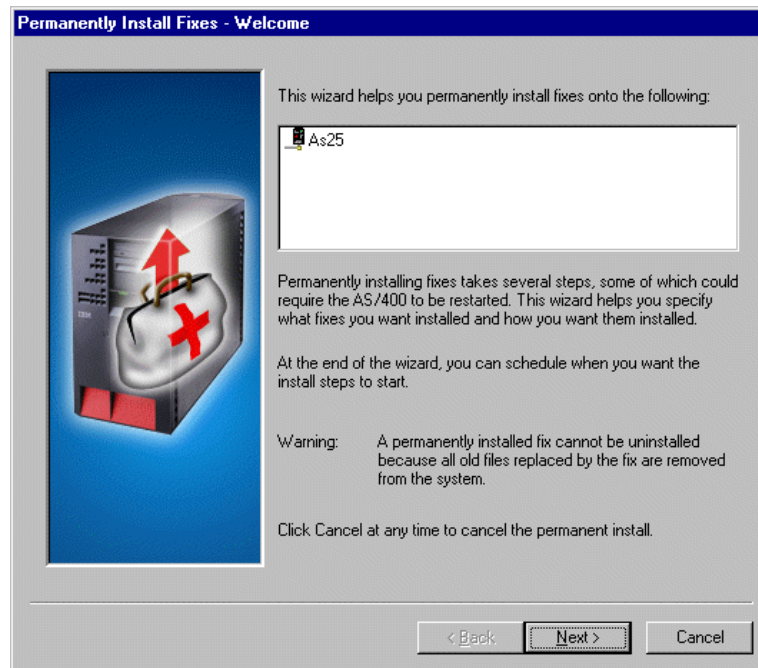 Permanently Install Fixes - Welcome
This wizard helps you permanently install fixes onto the following:
As25
Permanently installing fixes takes several steps, some of which could
require the AS/400 to be restarted. This wizard helps you specify
what fixes you want installed and how you want them installed.
At the end of the wizard, you can schedule when you want the
install steps to start.
Warning: A permanently installed fix cannot be uninstalled
because all old files replaced by the fix are removed
from the system.
Click Cancel at any time to cancel the permanent install.
IBM
< Back
Next >
Cancel